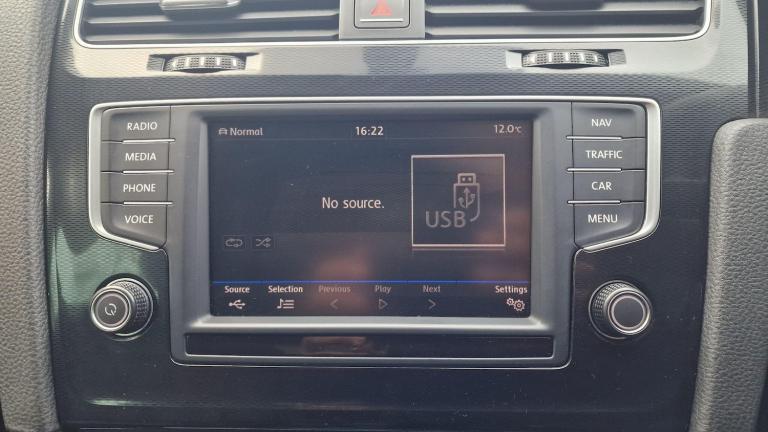 RADIO
MEDIA
PHONE
VOICE
Normal 16:22 12.0°C
No source.
USB
Source Selection Previous Play Next Settings
NAV
TRAFFIC
CAR
MENU